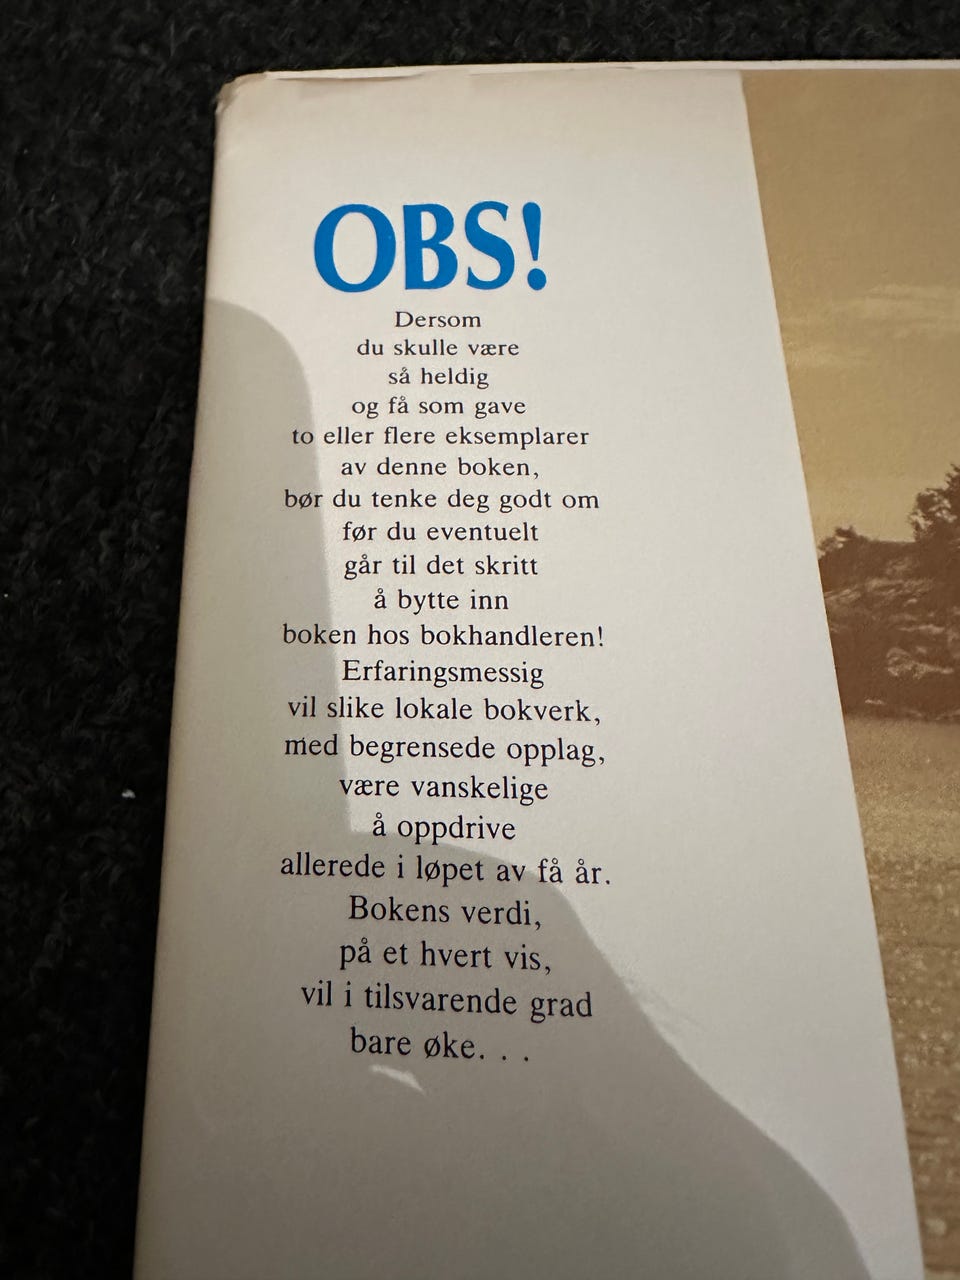 OBS!
Dersom
du skulle være
så heldig
og få som gave
to eller flere eksemplarer
av denne boken,
bør du tenke deg godt om
før du eventuelt
går til det skritt
å bytte inn
boken hos bokhandleren!
Erfaringsmessig
vil slike lokale bokverk,
med begrensede opplag,
være vanskelige
å oppdrive
allerede i løpet av få år.
Bokens verdi,
på et hvert vis,
vil i tilsvarende grad
bare øke. . .